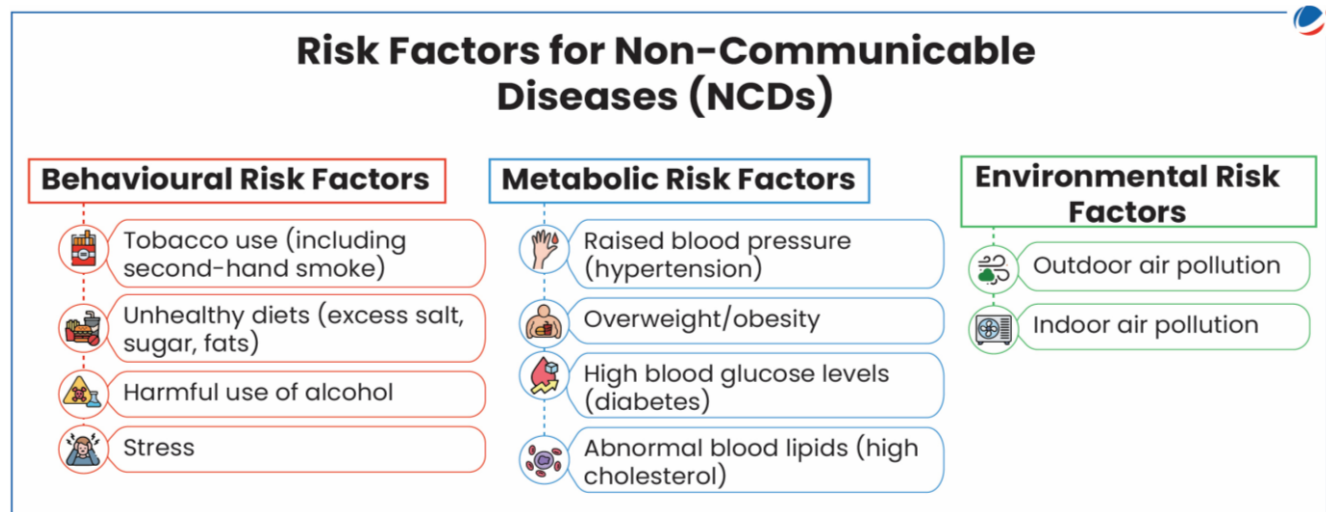 Risk Factors for Non-Communicable
Diseases (NCDs)
Behavioural Risk Factors
Tobacco use (including
second-hand smoke)
Unhealthy diets (excess salt,
sugar, fats)
Harmful use of alcohol
Stress
Metabolic Risk Factors
Raised blood pressure
(hypertension)
Overweight/obesity
High blood glucose levels
(diabetes)
Abnormal blood lipids (high
cholesterol)
Environmental Risk
Factors
Outdoor air pollution
Indoor air pollution